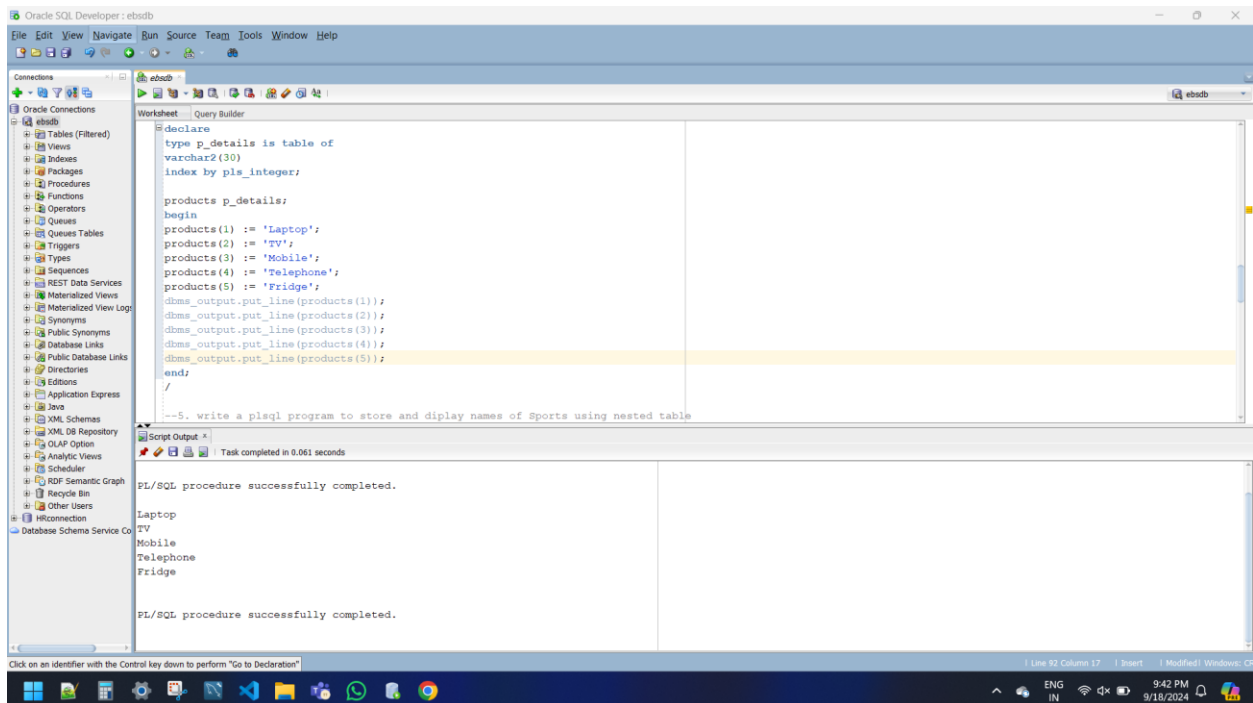 Oracle SQL Developer : ebsdb
File Edit View Navigate Run Source Team Tools Window Help
Connections
ebsdb
ebsdb
Oracle Connections
ebsdb
Tables (Filtered)
Views
Indexes
Packages
Procedures
Functions
Operators
Queues
Queues Tables
Triggers
Types
Sequences
REST Data Services
Materialized Views
Materialized View Logs
Synonyms
Public Synonyms
Database Links
Public Database Links
Directories
Editions
Application Express
Java
XML Schemas
XML DB Repository
OLAP Option
Analytic Views
Scheduler
RDF Semantic Graph
Recycle Bin
Other Users
HRconnection
Database Schema Service Co
Worksheet Query Builder
declare
type p_details is table of
varchar2(30)
index by pls_integer;
products p_details;
begin
products(1) := 'Laptop';
products(2) := 'TV';
products(3) := 'Mobile';
products(4) := 'Telephone';
products(5) := 'Fridge';
dbms_output.put_line(products(1));
dbms_output.put_line(products(2));
dbms_output.put_line(products(3));
dbms_output.put_line(products(4));
dbms_output.put_line(products(5));
end;
/
--5. write a plsql program to store and diplay names of Sports using nested table
Script Output ×
Task completed in 0.061 seconds
PL/SQL procedure successfully completed.
Laptop
TV
Mobile
Telephone
Fridge
PL/SQL procedure successfully completed.
Click on an identifier with the Control key down to perform "Go to Declaration"
Line 92 Column 17 Insert Modified Windows: CR
ENG
IN
9:42 PM
9/18/2024